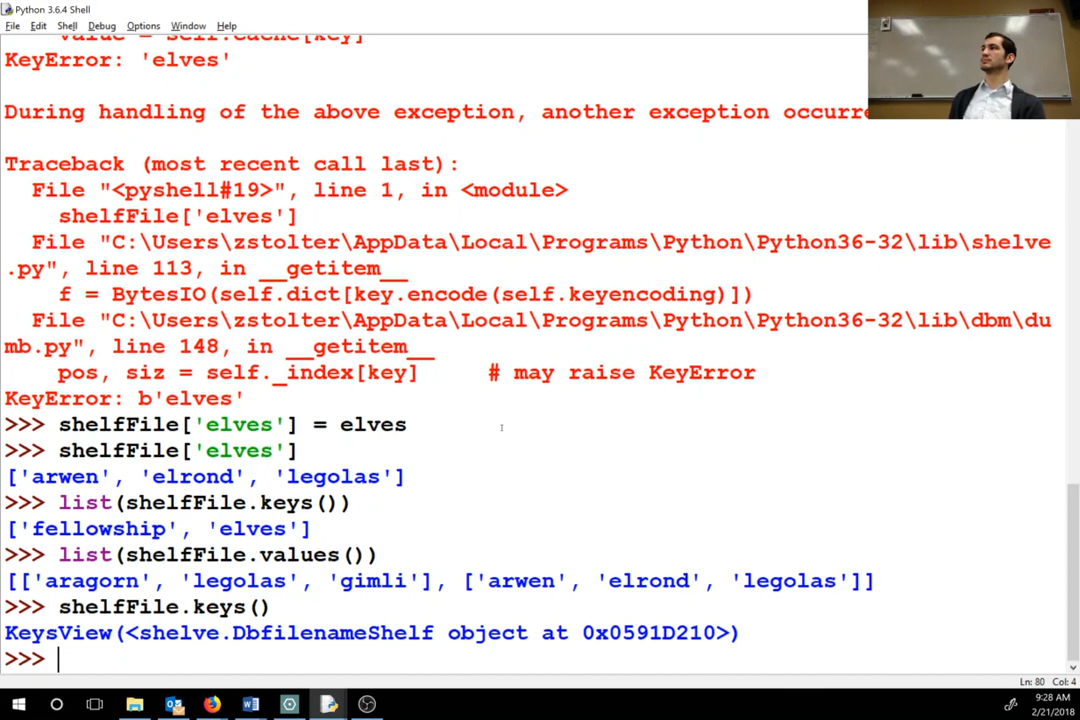 Python 3.6.4 Shell
File Edit Shell Debug Options Window Help
value = self.cache[key]
KeyError: 'elves'
During handling of the above exception, another exception occurre
Traceback (most recent call last):
File "<pyshell#19>", line 1, in <module>
shelfFile['elves']
File "C:\Users\zstolter\AppData\Local\Programs\Python\Python36-32\lib\shelve
.py", line 113, in __getitem__
f = BytesIO(self.dict[key.encode(self.keyencoding)])
File "C:\Users\zstolter\AppData\Local\Programs\Python\Python36-32\lib\dbm\du
mb.py", line 148, in __getitem__
pos, siz = self._index[key]     # may raise KeyError
KeyError: b'elves'
>>> shelfFile['elves'] = elves
>>> shelfFile['elves']
['arwen', 'elrond', 'legolas']
>>> list(shelfFile.keys())
['fellowship', 'elves']
>>> list(shelfFile.values())
[['aragorn', 'legolas', 'gimli'], ['arwen', 'elrond', 'legolas']]
>>> shelfFile.keys()
KeysView(<shelve.DbfilenameShelf object at 0x0591D210>)
>>>
Ln: 80 Col: 4
9:28 AM
2/21/2018